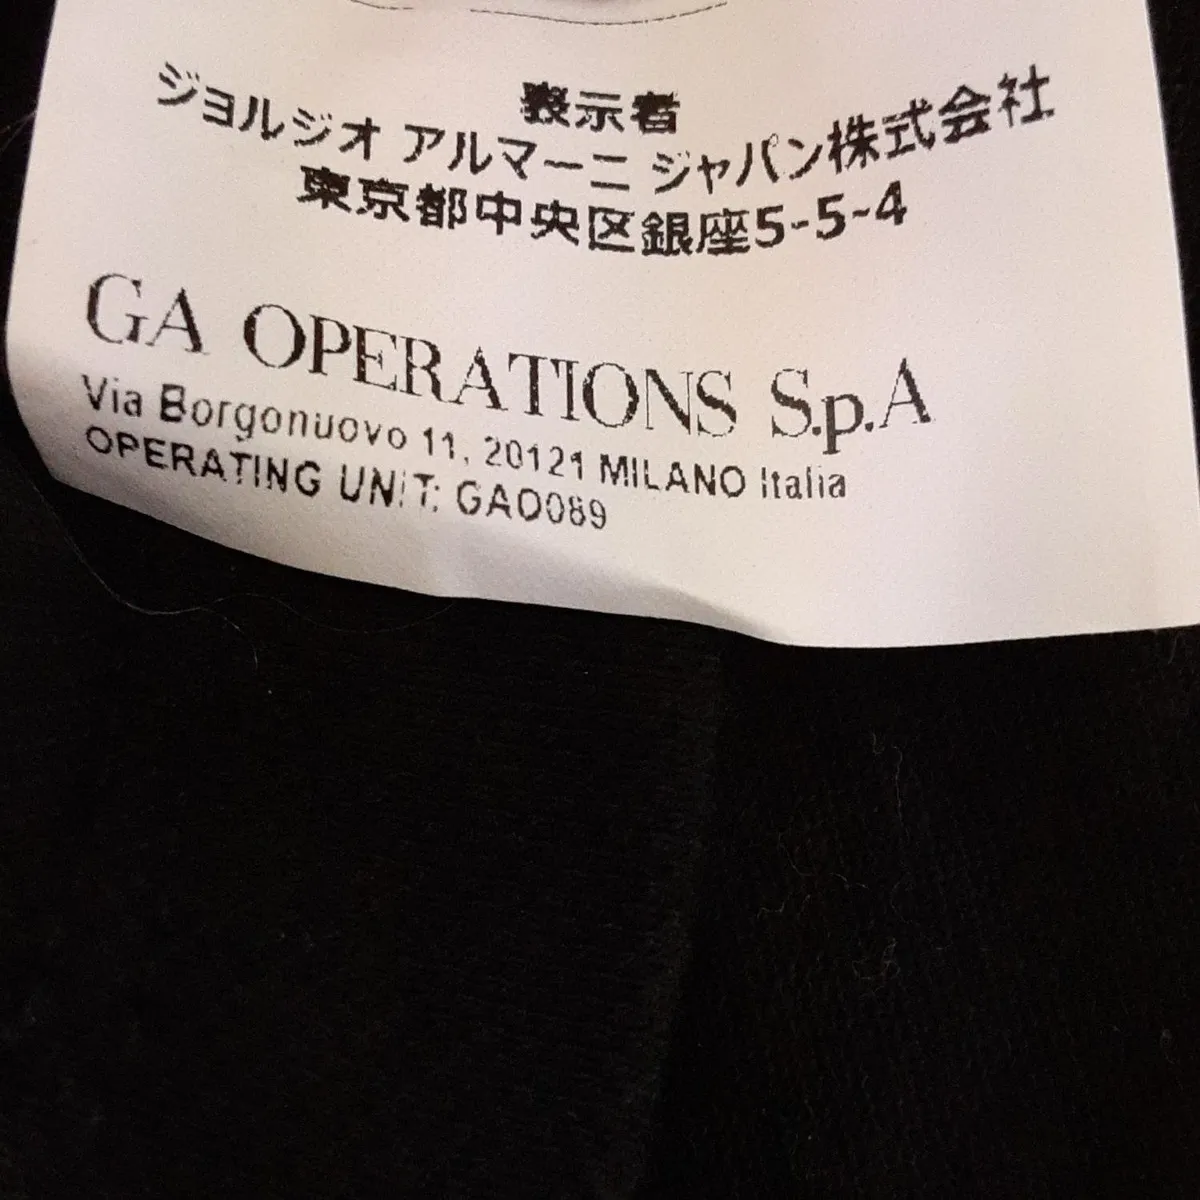 表示者
ジョルジオ アルマーニ ジャパン株式会社
東京都中央区銀座5-5-4
GA OPERATIONS S.p.A
Via Borgonuovo 11, 20121 MILANO Italia
OPERATING UNIT: GAO089